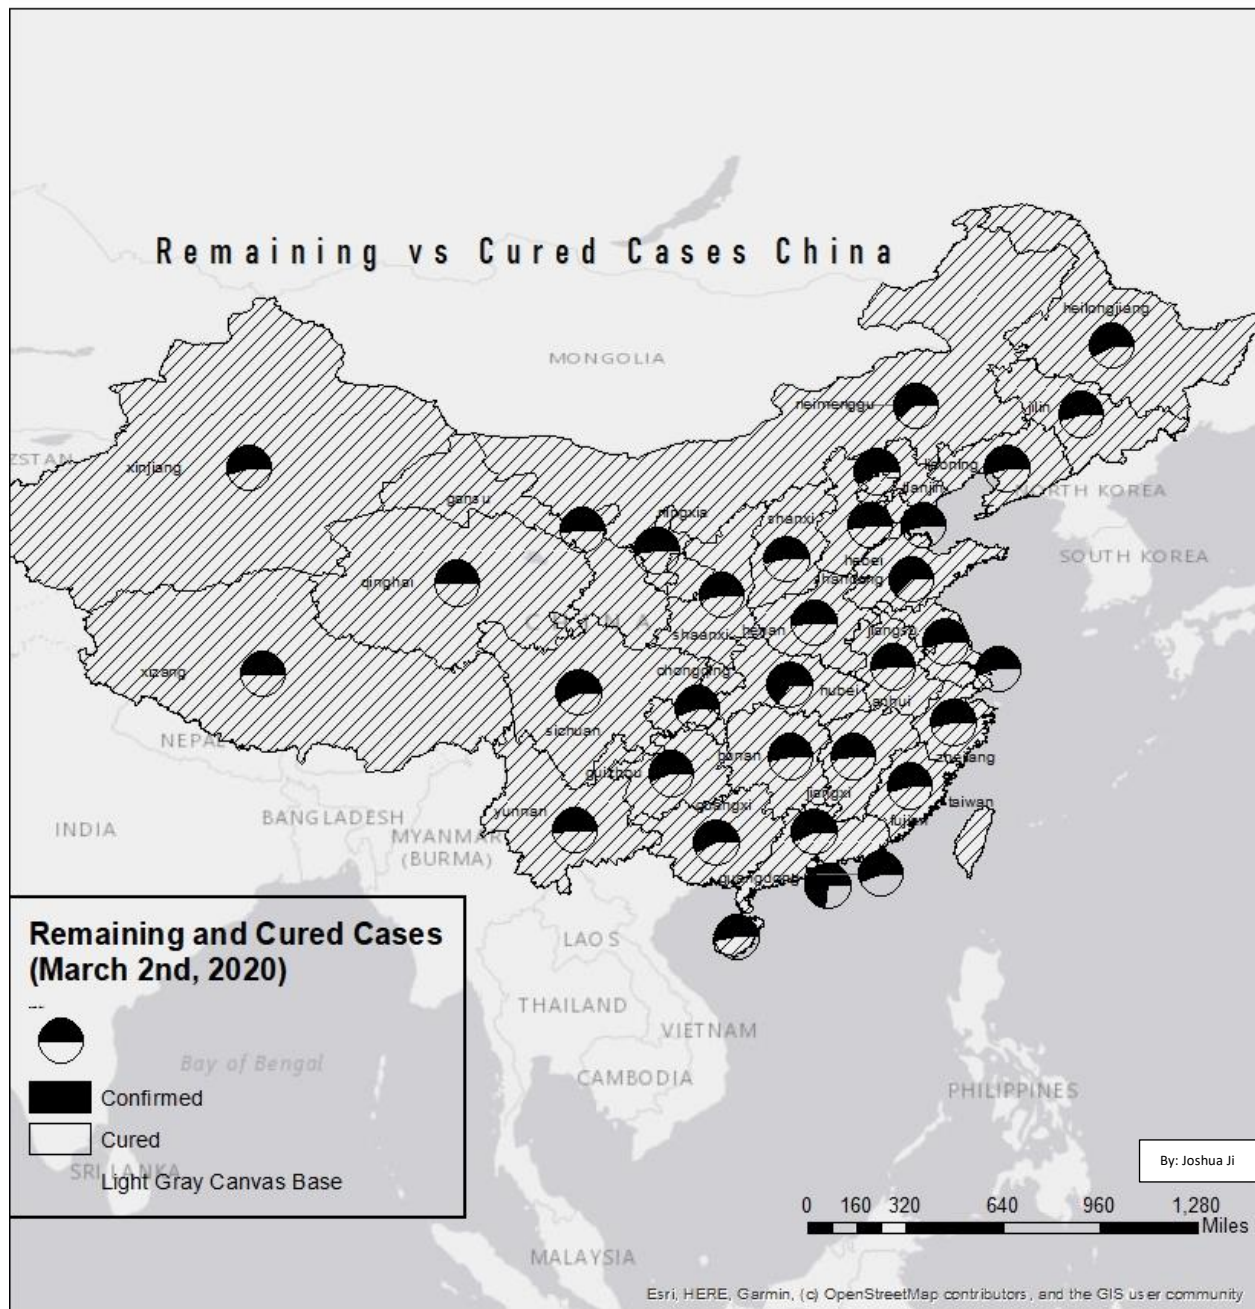 Remaining vs Cured Cases China
MONGOLIA
heilongjiang
neimenggu
jilin
ZSTAN
xinjiang
gansu
ningxia
shanxi
liaoning
tianjin
NORTH KOREA
SOUTH KOREA
qinghai
hebei
shandong
CHINA
shaanxi
henan
jiangsu
xizang
chongqing
hubei
anhui
NEPAL
sichuan
guizhou
hunan
zhejiang
jiangxi
guangxi
taiwan
yunnan
fujian
INDIA
BANGLADESH
MYANMAR
(BURMA)
guangdong
Remaining and Cured Cases
(March 2nd, 2020)
Confirmed
Cured
Light Gray Canvas Base
LAOS
THAILAND
VIETNAM
Bay of Bengal
CAMBODIA
PHILIPPINES
SRI LANKA
By: Joshua Ji
0 160 320 640 960 1,280
Miles
MALAYSIA
Esri, HERE, Garmin, (c) OpenStreetMap contributors, and the GIS user community